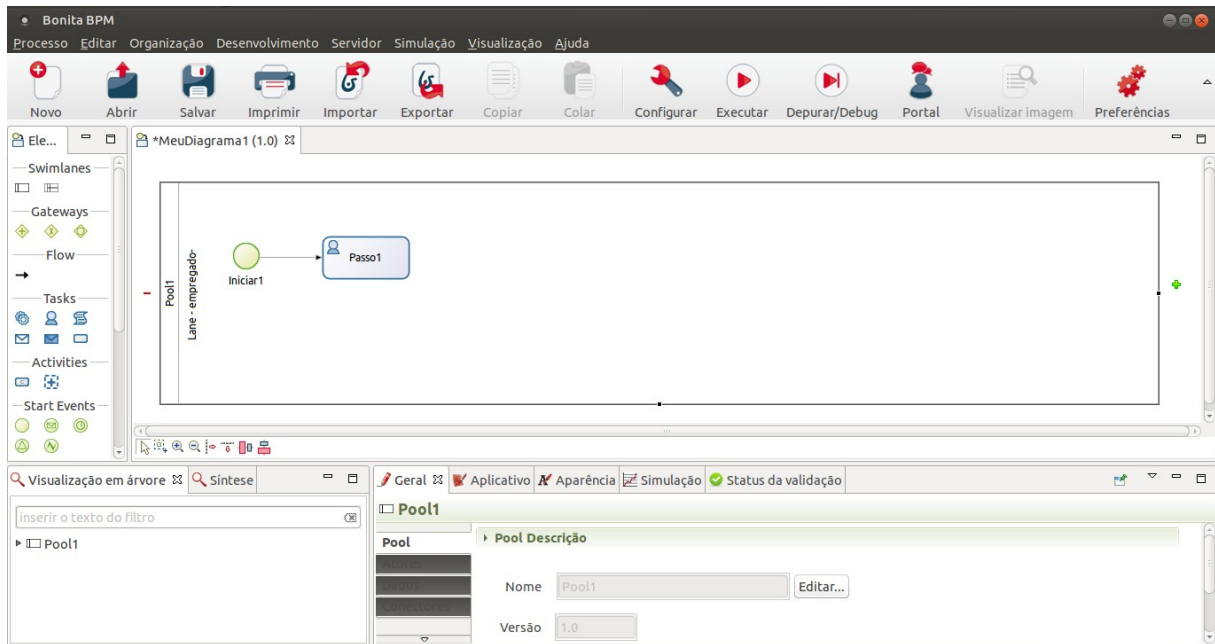 Bonita BPM
Processo Editar Organização Desenvolvimento Servidor Simulação Visualização Ajuda
Novo Abrir Salvar Imprimir Importar Exportar Copiar Colar Configurar Executar Depurar/Debug Portal Visualizar imagem Preferências
Ele... *MeuDiagrama1 (1.0)
Swimlanes
Gateways
Flow
Tasks
Activities
Start Events
Pool1
Lane - empregado-
Iniciar1
Passo1
Visualização em árvore Síntese
inserir o texto do filtro
Pool1
Geral Aplicativo Aparência Simulação Status da validação
Pool1
Pool
Atores
Dados
Conectores
Pool Descrição
Nome Pool1 Editar...
Versão 1.0